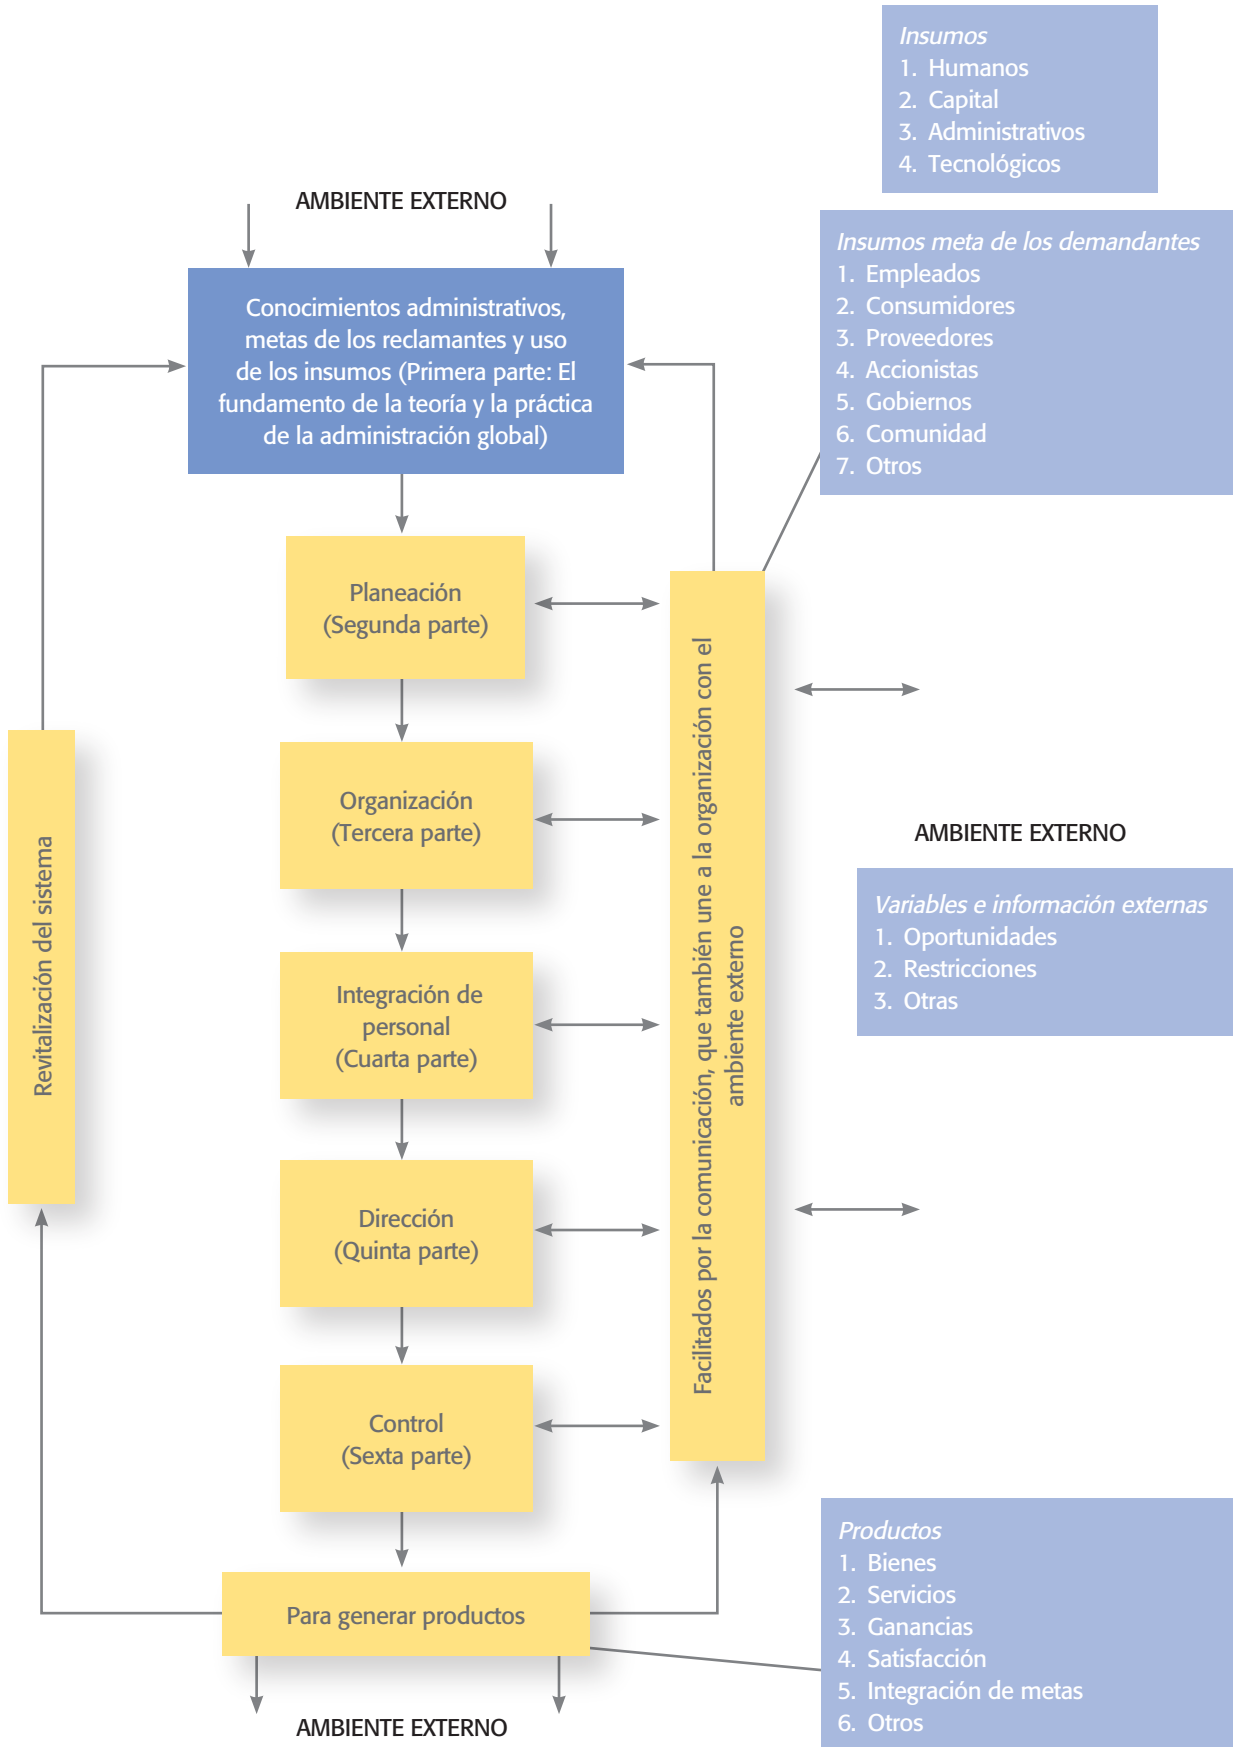 Insumos
1. Humanos
2. Capital
3. Administrativos
4. Tecnológicos
AMBIENTE EXTERNO
Insumos meta de los demandantes
1. Empleados
2. Consumidores
3. Proveedores
4. Accionistas
5. Gobiernos
6. Comunidad
7. Otros
Conocimientos administrativos,
metas de los reclamantes y uso
de los insumos (Primera parte: El
fundamento de la teoría y la práctica
de la administración global)
Planeación
(Segunda parte)
Organización
(Tercera parte)
Integración de
personal
(Cuarta parte)
Dirección
(Quinta parte)
Control
(Sexta parte)
Para generar productos
Revitalización del sistema
Facilitados por la comunicación, que también une a la organización con el
ambiente externo
AMBIENTE EXTERNO
Variables e información externas
1. Oportunidades
2. Restricciones
3. Otras
Productos
1. Bienes
2. Servicios
3. Ganancias
4. Satisfacción
5. Integración de metas
6. Otros
AMBIENTE EXTERNO